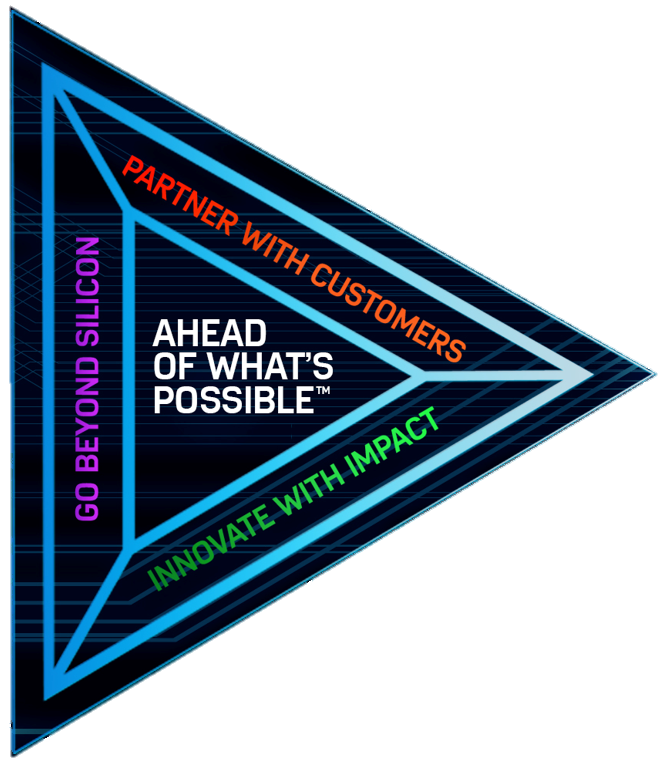 PARTNER WITH CUSTOMERS
GO BEYOND SILICON
AHEAD
OF WHAT'S
POSSIBLE™
INNOVATE WITH IMPACT